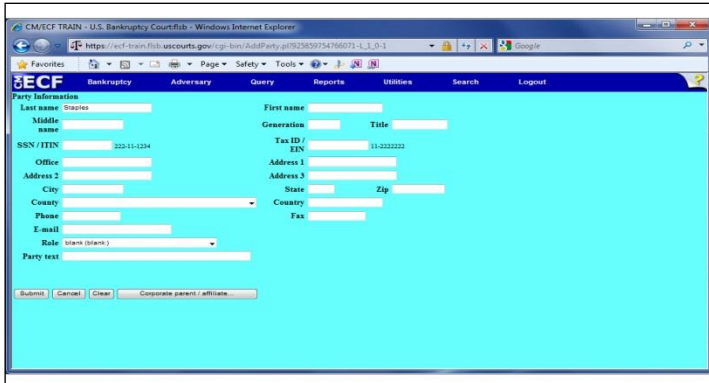 CM/ECF TRAIN - U.S. Bankruptcy Court:flsb - Windows Internet Explorer
https://ecf-train.flsb.uscourts.gov/cgi-bin/AddParty.pl?925859754766071-L_1_0-1 Google
Favorites Page Safety Tools
ECF Bankruptcy Adversary Query Reports Utilities Search Logout
Party Information
Last name Staples First name
Middle name Generation Title
SSN / ITIN 222-11-1234 Tax ID / EIN 11-2222222
Office Address 1
Address 2 Address 3
City State Zip
County Country
Phone Fax
E-mail
Role blank (blank)
Party text
Submit Cancel Clear Corporate parent / affiliate...